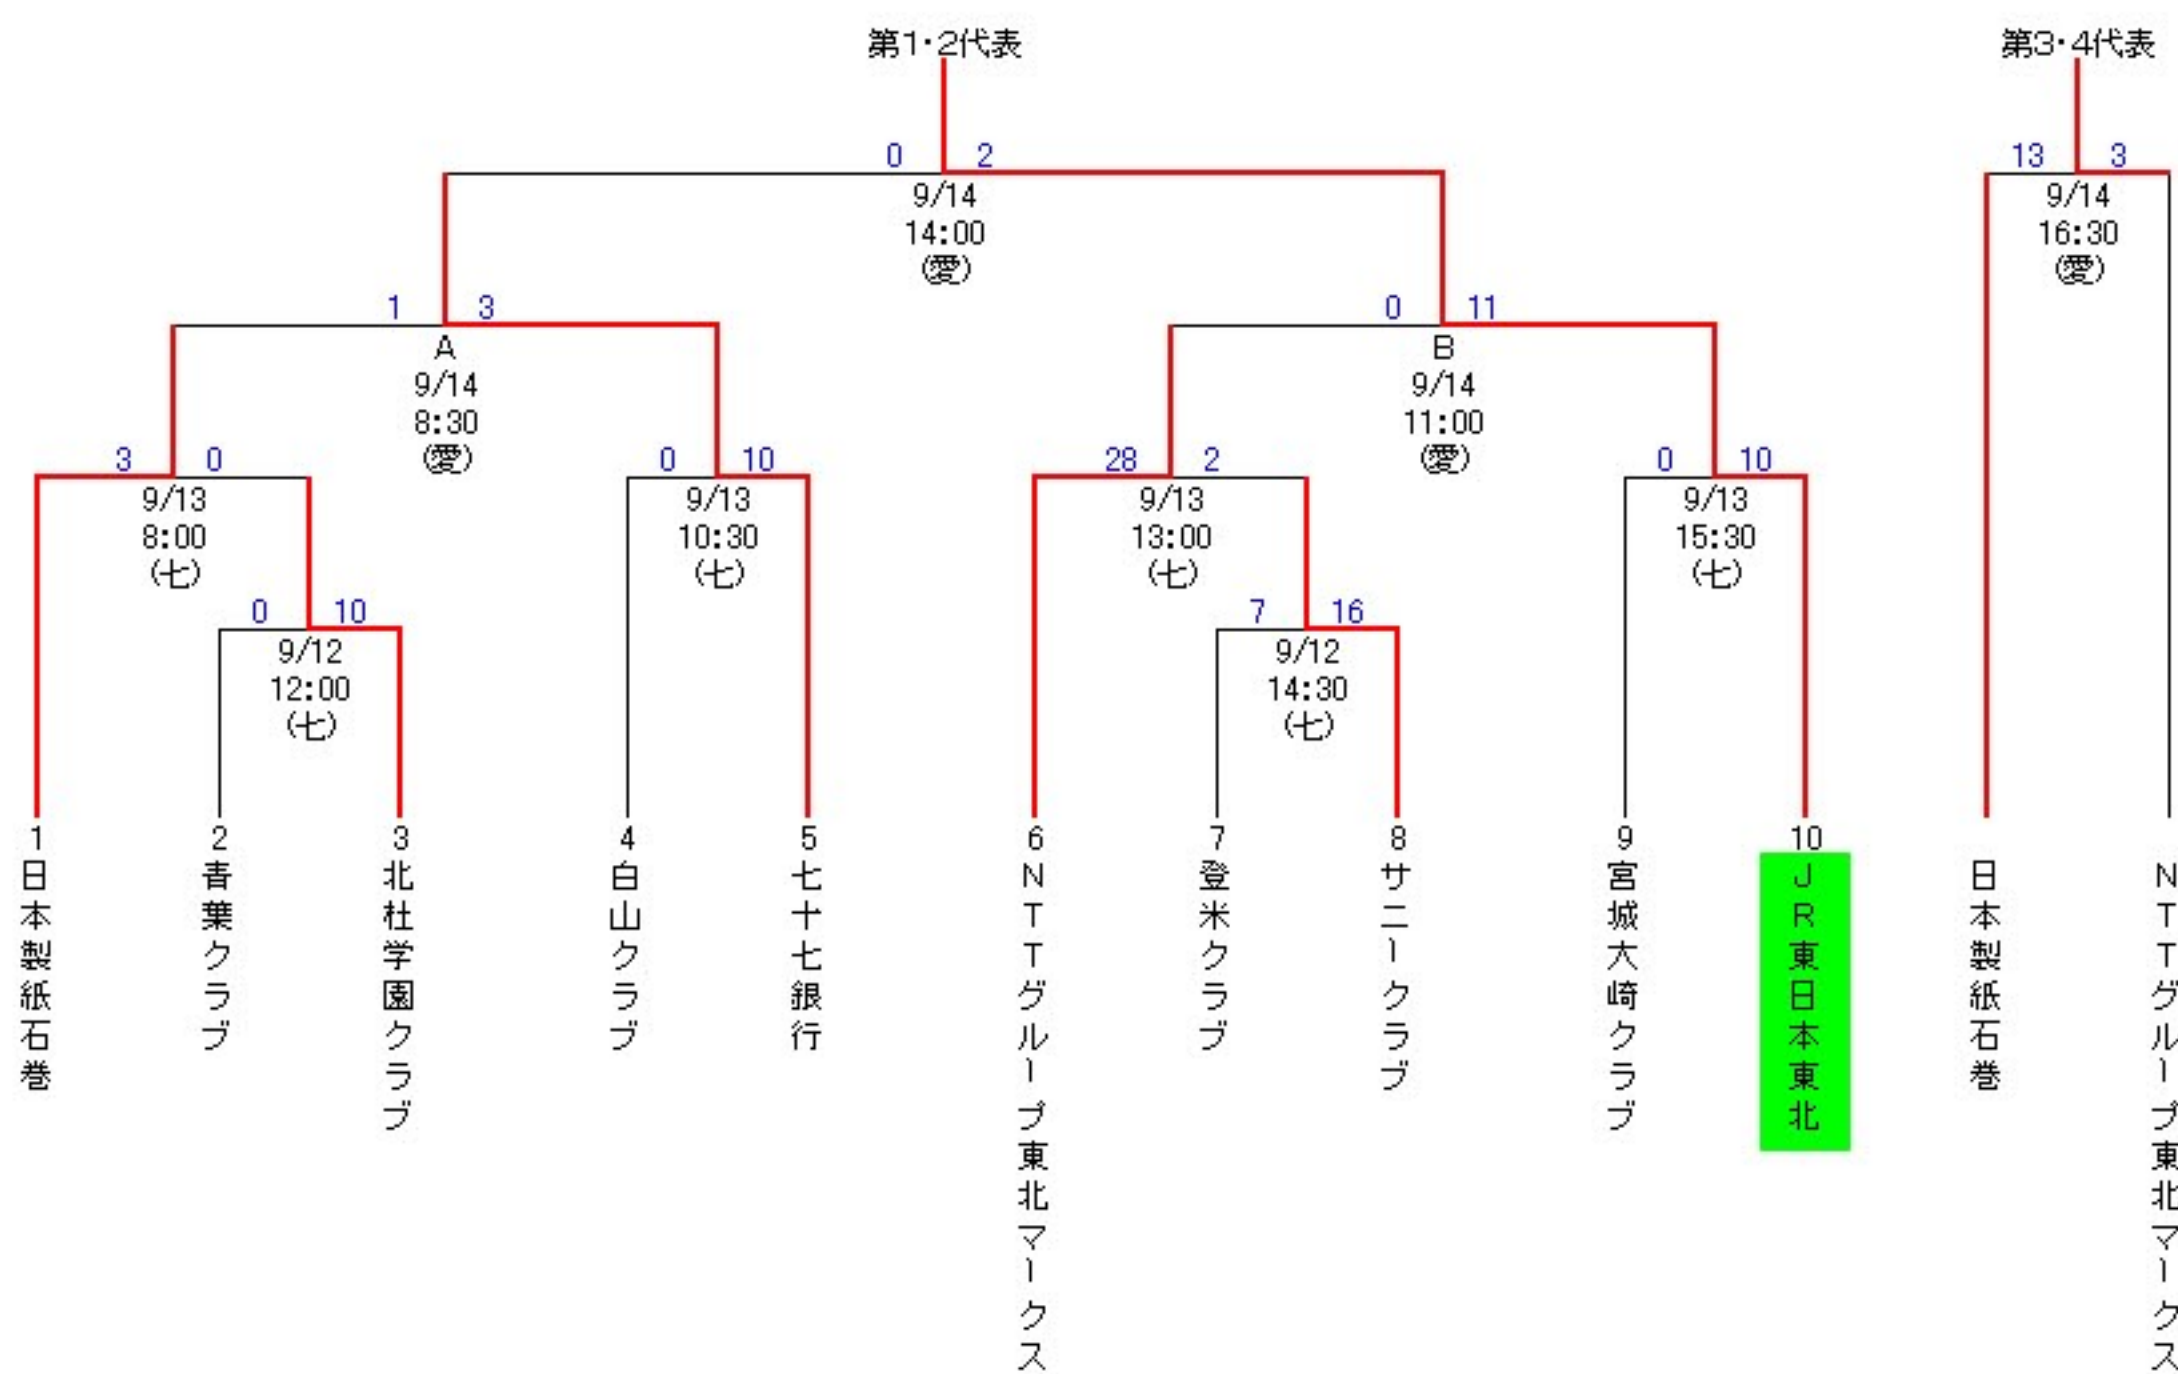 第1・2代表
第3・4代表
0 2
13 3
9/14
14:00
(愛)
9/14
16:30
(愛)
1 3
0 11
A
9/14
8:30
(愛)
B
9/14
11:00
(愛)
3 0
0 10
28 2
0 10
9/13
8:00
(七)
9/13
10:30
(七)
9/13
13:00
(七)
9/13
15:30
(七)
0 10
7 16
9/12
12:00
(七)
9/12
14:30
(七)
1
日本製紙石巻
2
青葉クラブ
3
北杜学園クラブ
4
白山クラブ
5
七十七銀行
6
NTTグループ東北マークス
7
登米クラブ
8
サニークラブ
9
宮城大崎クラブ
10
JR東日本東北
日本製紙石巻
NTTグループ東北マークス